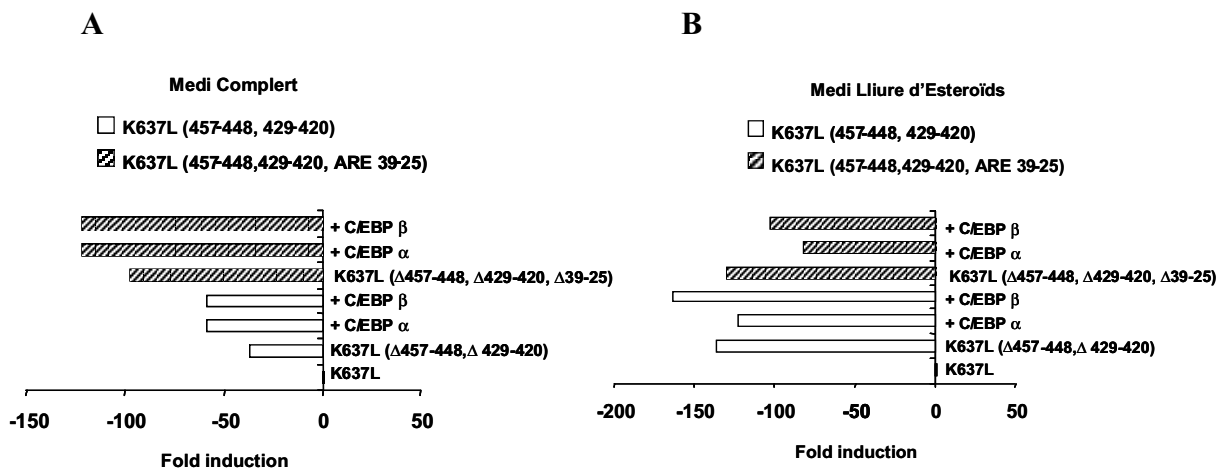 A
Medi Complert
K637L (457-448, 429-420)
K637L (457-448,429-420, ARE 39-25)
+ C/EBP β
+ C/EBP α
K637L (Δ457-448, Δ429-420, Δ39-25)
+ C/EBP β
+ C/EBP α
K637L (Δ457-448,Δ 429-420)
K637L
-150 -100 -50 0 50
Fold induction
B
Medi Lliure d'Esteroïds
K637L (457-448, 429-420)
K637L (457-448,429-420, ARE 39-25)
+ C/EBP β
+ C/EBP α
K637L (Δ457-448, Δ429-420, Δ39-25)
+ C/EBP β
+ C/EBP α
K637L (Δ457-448,Δ 429-420)
K637L
-200 -150 -100 -50 0 50
Fold induction